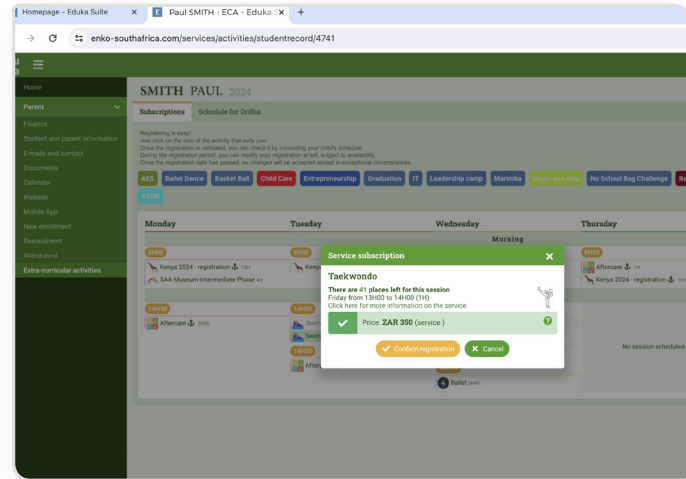 Homepage - Eduka Suite
Paul SMITH : ECA - Eduka S
enko-southafrica.com/services/activities/studentrecord/4741
Home
SMITH PAUL 2024
Parent
Subscriptions Schedule for Orifha
Finance
Student and parent information
E-mails and contact
Documents
Calendar
Website
Mobile App
New enrollment
Reenrolment
Withdrawal
Extra-curricular activities
Registering is easy!
Just click on the icon of the activity that suits you.
Once the registration is validated, you can check it by consulting your child's schedule.
During the registration period, you can modify your registration at will, subject to availability.
Once the registration date has passed, no changes will be accepted except in exceptional circumstances.
AES Ballet Dance Basket Ball Child Care Entrepreneurship Graduation IT Leadership camp Marimba Music and Arts No School Bag Challenge Re
STEM
Monday Tuesday Wednesday Thursday
Morning
8H00 8H00 8H00
Kenya 2024 - registration Kenya Aftercare 1H
SAA Museum-Intermediate Phase Kenya 2024 - registration
Service subscription
Taekwondo
There are 41 places left for this session
Friday from 13H00 to 14H00 (1H)
Click here for more information on the service
Price: ZAR 350 (service )
Confirm registration Cancel
14H30 14H00
Aftercare Swim
Swim
14H30
Afterc
No session scheduled
Ballet